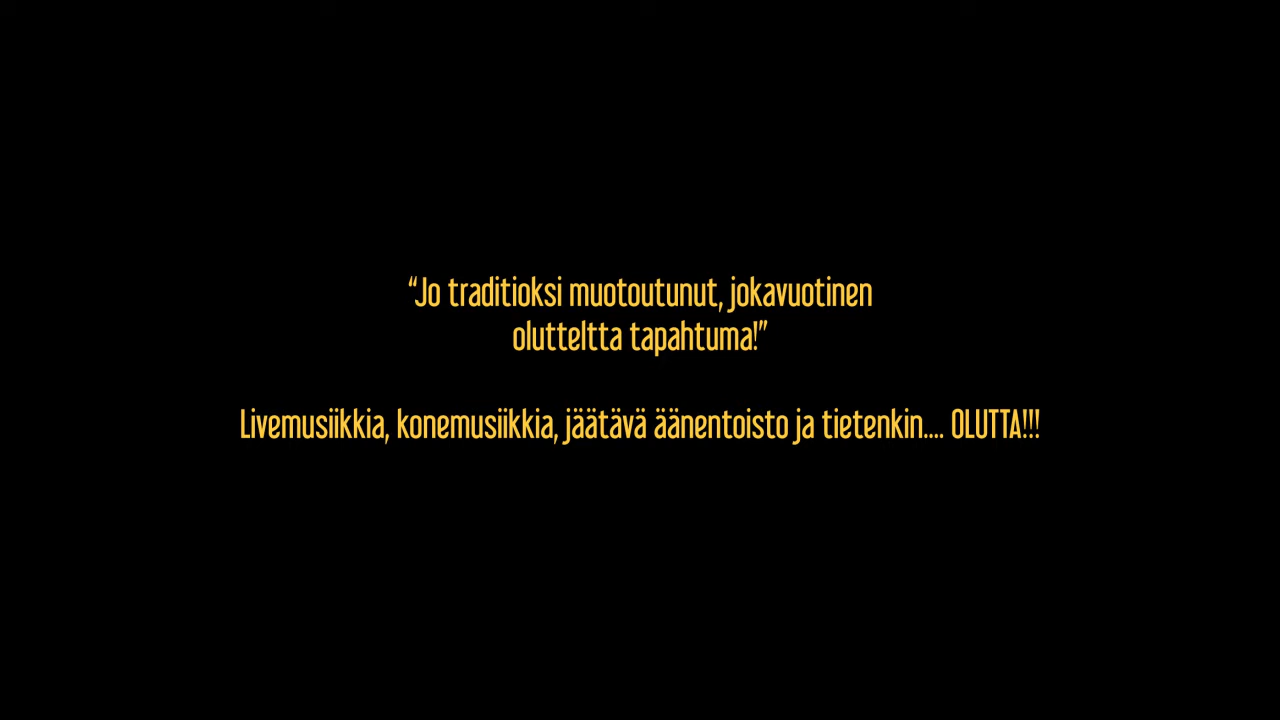 “Jo traditioksi muotoutunut, jokavuotinen
olutteltta tapahtuma!”
Livemusiikkia, konemusiikkia, jäätävä äänentoisto ja tietenkin.... OLUTTA!!!